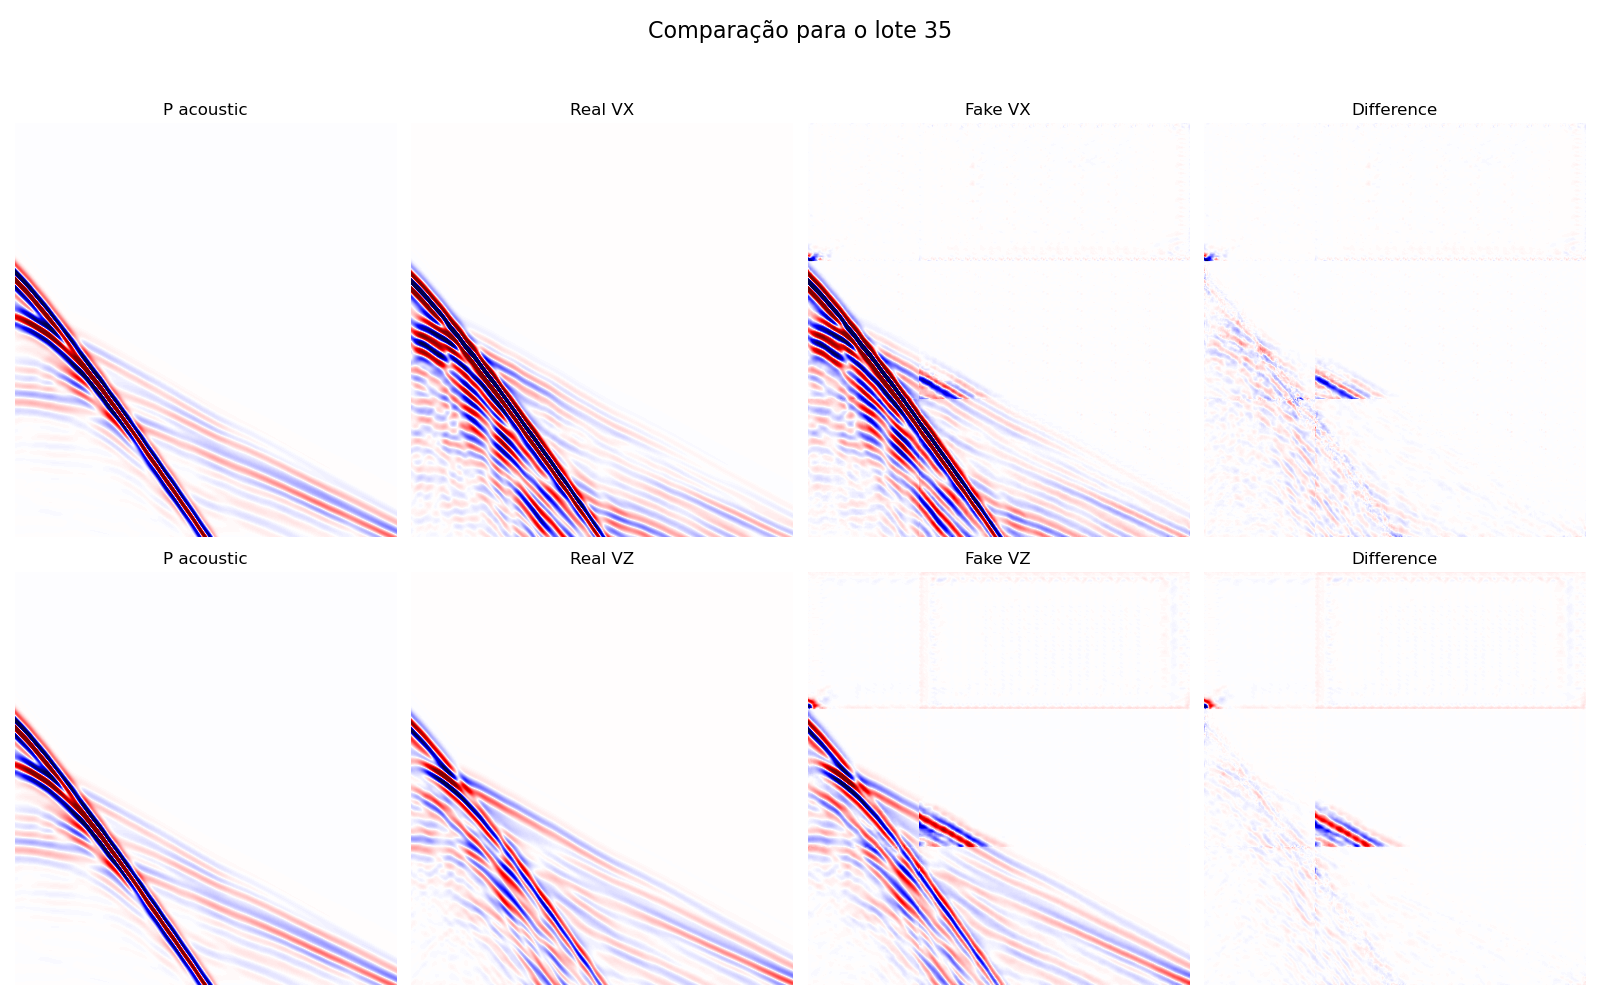 Comparação para o lote 35
P acoustic
Real VX
Fake VX
Difference
P acoustic
Real VZ
Fake VZ
Difference